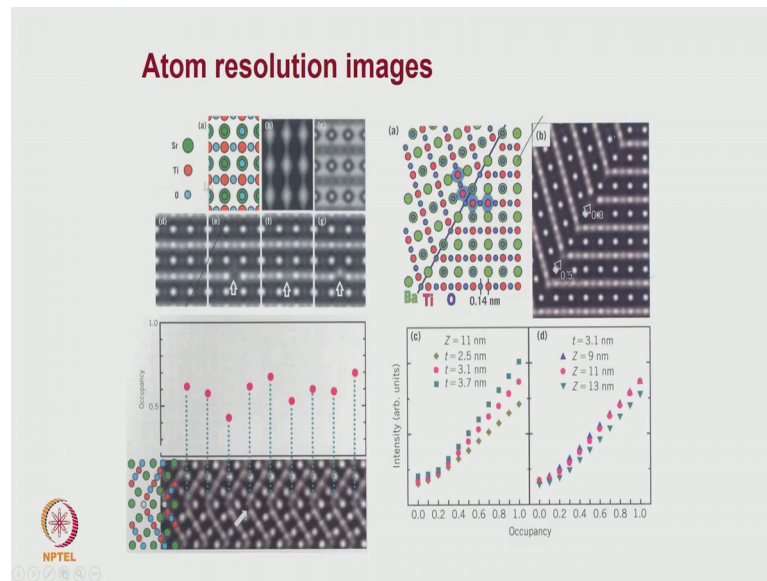 Atom resolution images
Sr
Ti
O
(a)
(b)
(c)
(d)
(e)
(f)
(g)
1.0
0.5
Occupancy
(a)
Ba Ti O 0.14 nm
(b)
0.0
0.5
(c)
Z = 11 nm
t = 2.5 nm
t = 3.1 nm
t = 3.7 nm
(d)
t = 3.1 nm
Z = 9 nm
Z = 11 nm
Z = 13 nm
Intensity (arb. units)
0.0 0.2 0.4 0.6 0.8 1.0 0.0 0.2 0.4 0.6 0.8 1.0
Occupancy
NPTEL